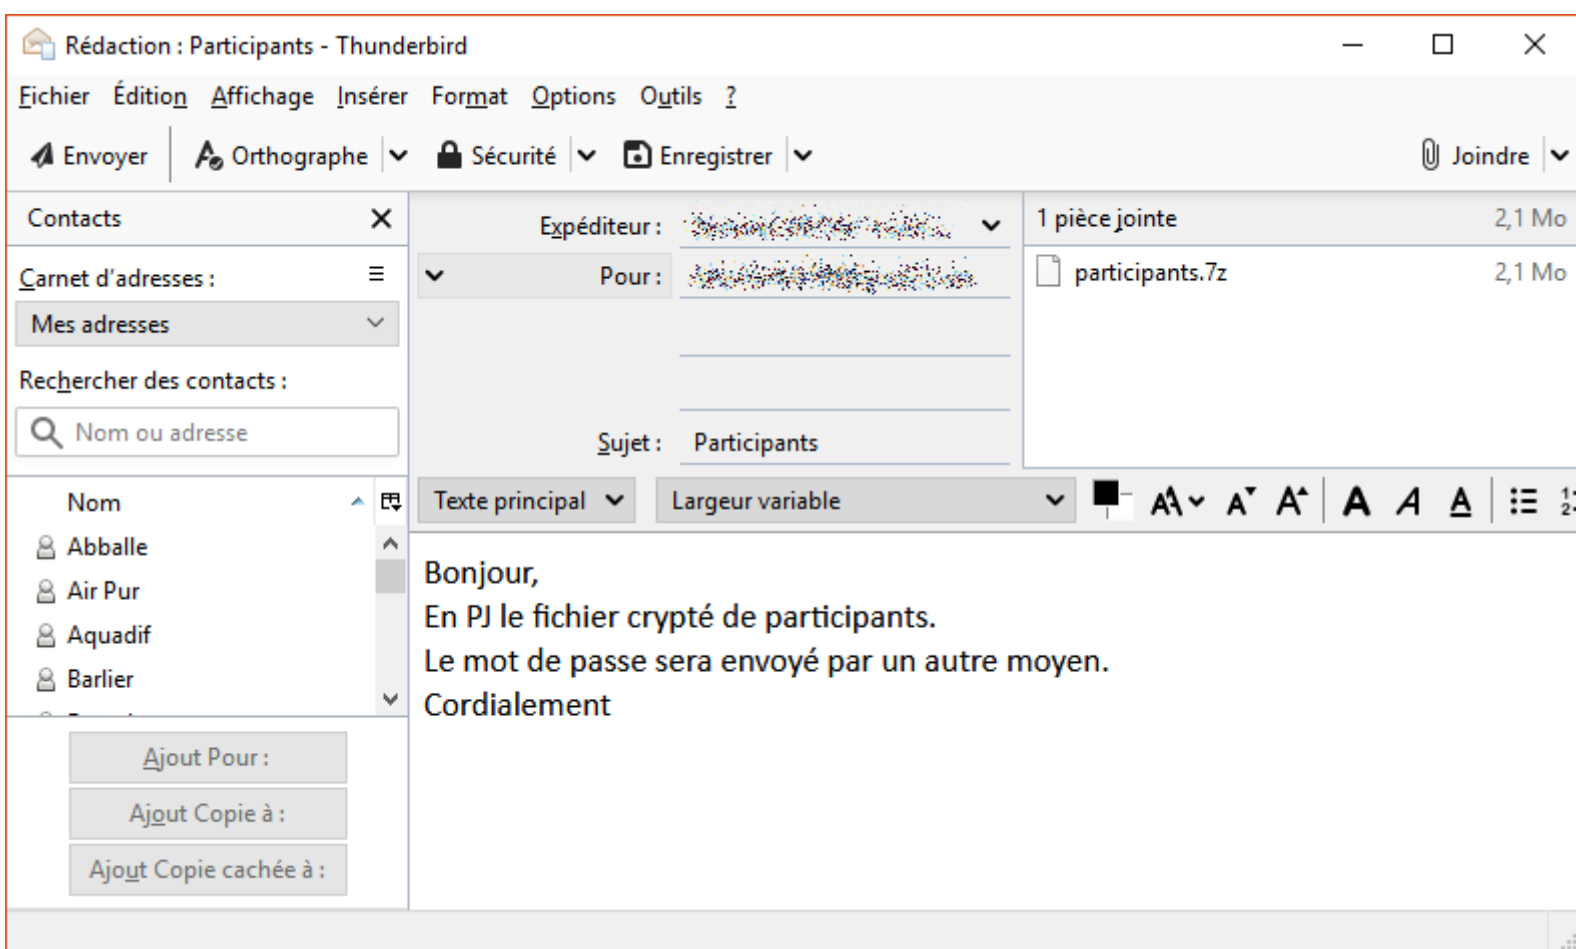 Rédaction : Participants - Thunderbird
Fichier Édition Affichage Insérer Format Options Outils ?
Envoyer Orthographe Sécurité Enregistrer Joindre
Contacts
Carnet d'adresses :
Mes adresses
Rechercher des contacts :
Nom ou adresse
Nom
Abballe
Air Pur
Aquadif
Barlier
Ajout Pour :
Ajout Copie à :
Ajout Copie cachée à :
Expéditeur :
Pour :
Sujet : Participants
1 pièce jointe 2,1 Mo
participants.7z 2,1 Mo
Texte principal Largeur variable
Bonjour,
En PJ le fichier crypté de participants.
Le mot de passe sera envoyé par un autre moyen.
Cordialement